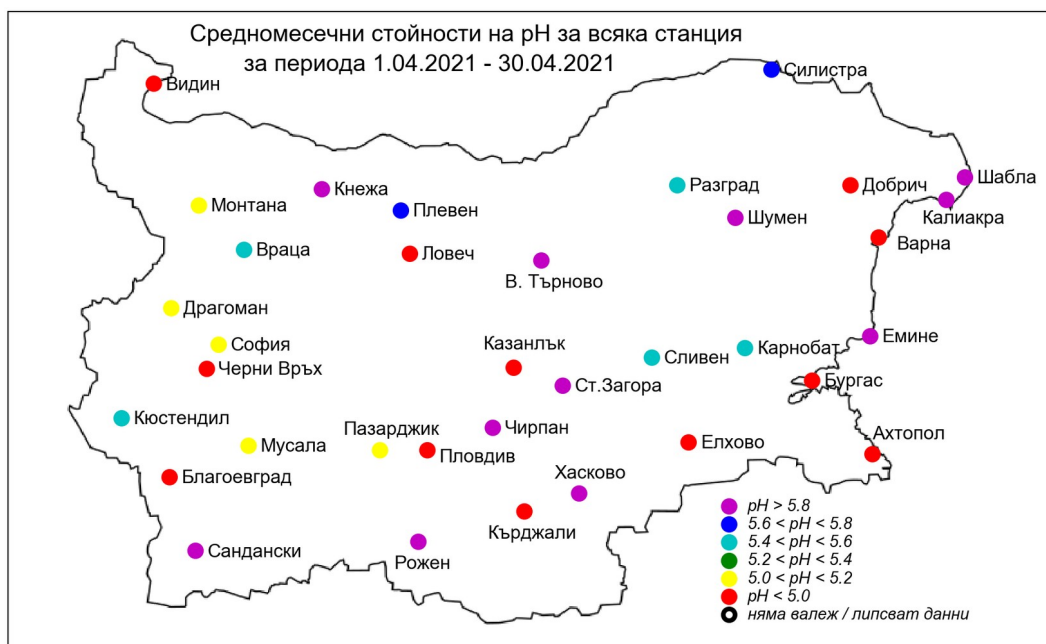 Средномесечни стойности на pH за всяка станция
за периода 1.04.2021 - 30.04.2021
Силистра
Видин
Шабла
Кнежа
Разград
Добрич
Монтана
Плевен
Шумен
Калиакра
Варна
Враца
Ловеч
В. Търново
Драгоман
София
Казанлък
Карнобат
Емине
Сливен
Черни Връх
Ст.Загора
Бургас
Кюстендил
Пазарджик
Чирпан
Ахтопол
Мусала
Пловдив
Елхово
Благоевград
Хасково
Кърджали
Сандански
Рожен
pH > 5.8
5.6 < pH < 5.8
5.4 < pH < 5.6
5.2 < pH < 5.4
5.0 < pH < 5.2
pH < 5.0
няма валеж / липсват данни